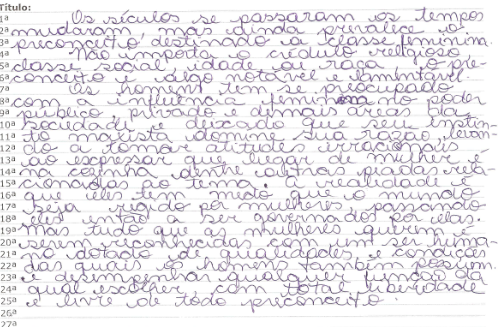 Título:
1ª Os séculos se passaram os tempos
2ª mudaram, mas ainda prevalece o
3ª preconceito destinado a classe feminina.
4ª Não importa o crédulo religioso
5ª classe social, idade ou raça, o pre-
6ª conceito é algo notável e lamentável.
7ª Os homens tem se preocupado
8ª com a influência feminina no poder
9ª público, privado, demais áreas da
10ª sociedade e deixado que seu instin-
11ª to machista domine sua razão, levan-
12ª do a tomar atitudes irracionais
13ª ao expressar que lugar de mulher é
14ª na cozinha dentre outras piadas rela-
15ª cionadas ao tema. A realidade é
16ª que eles tem medo que o mundo
17ª seja regido por mulheres, passando
18ª eles então a ser governados por elas.
19ª Mas tudo que as mulheres querem é
20ª serem reconhecidas com um ser huma-
21ª no dotado de qualidades e condições
22ª das quais o homem também possuem.
23ª E desempenhar qualquer função da
24ª qual escolher, com total liberdade
25ª e livre de todo preconceito.
26ª
27ª